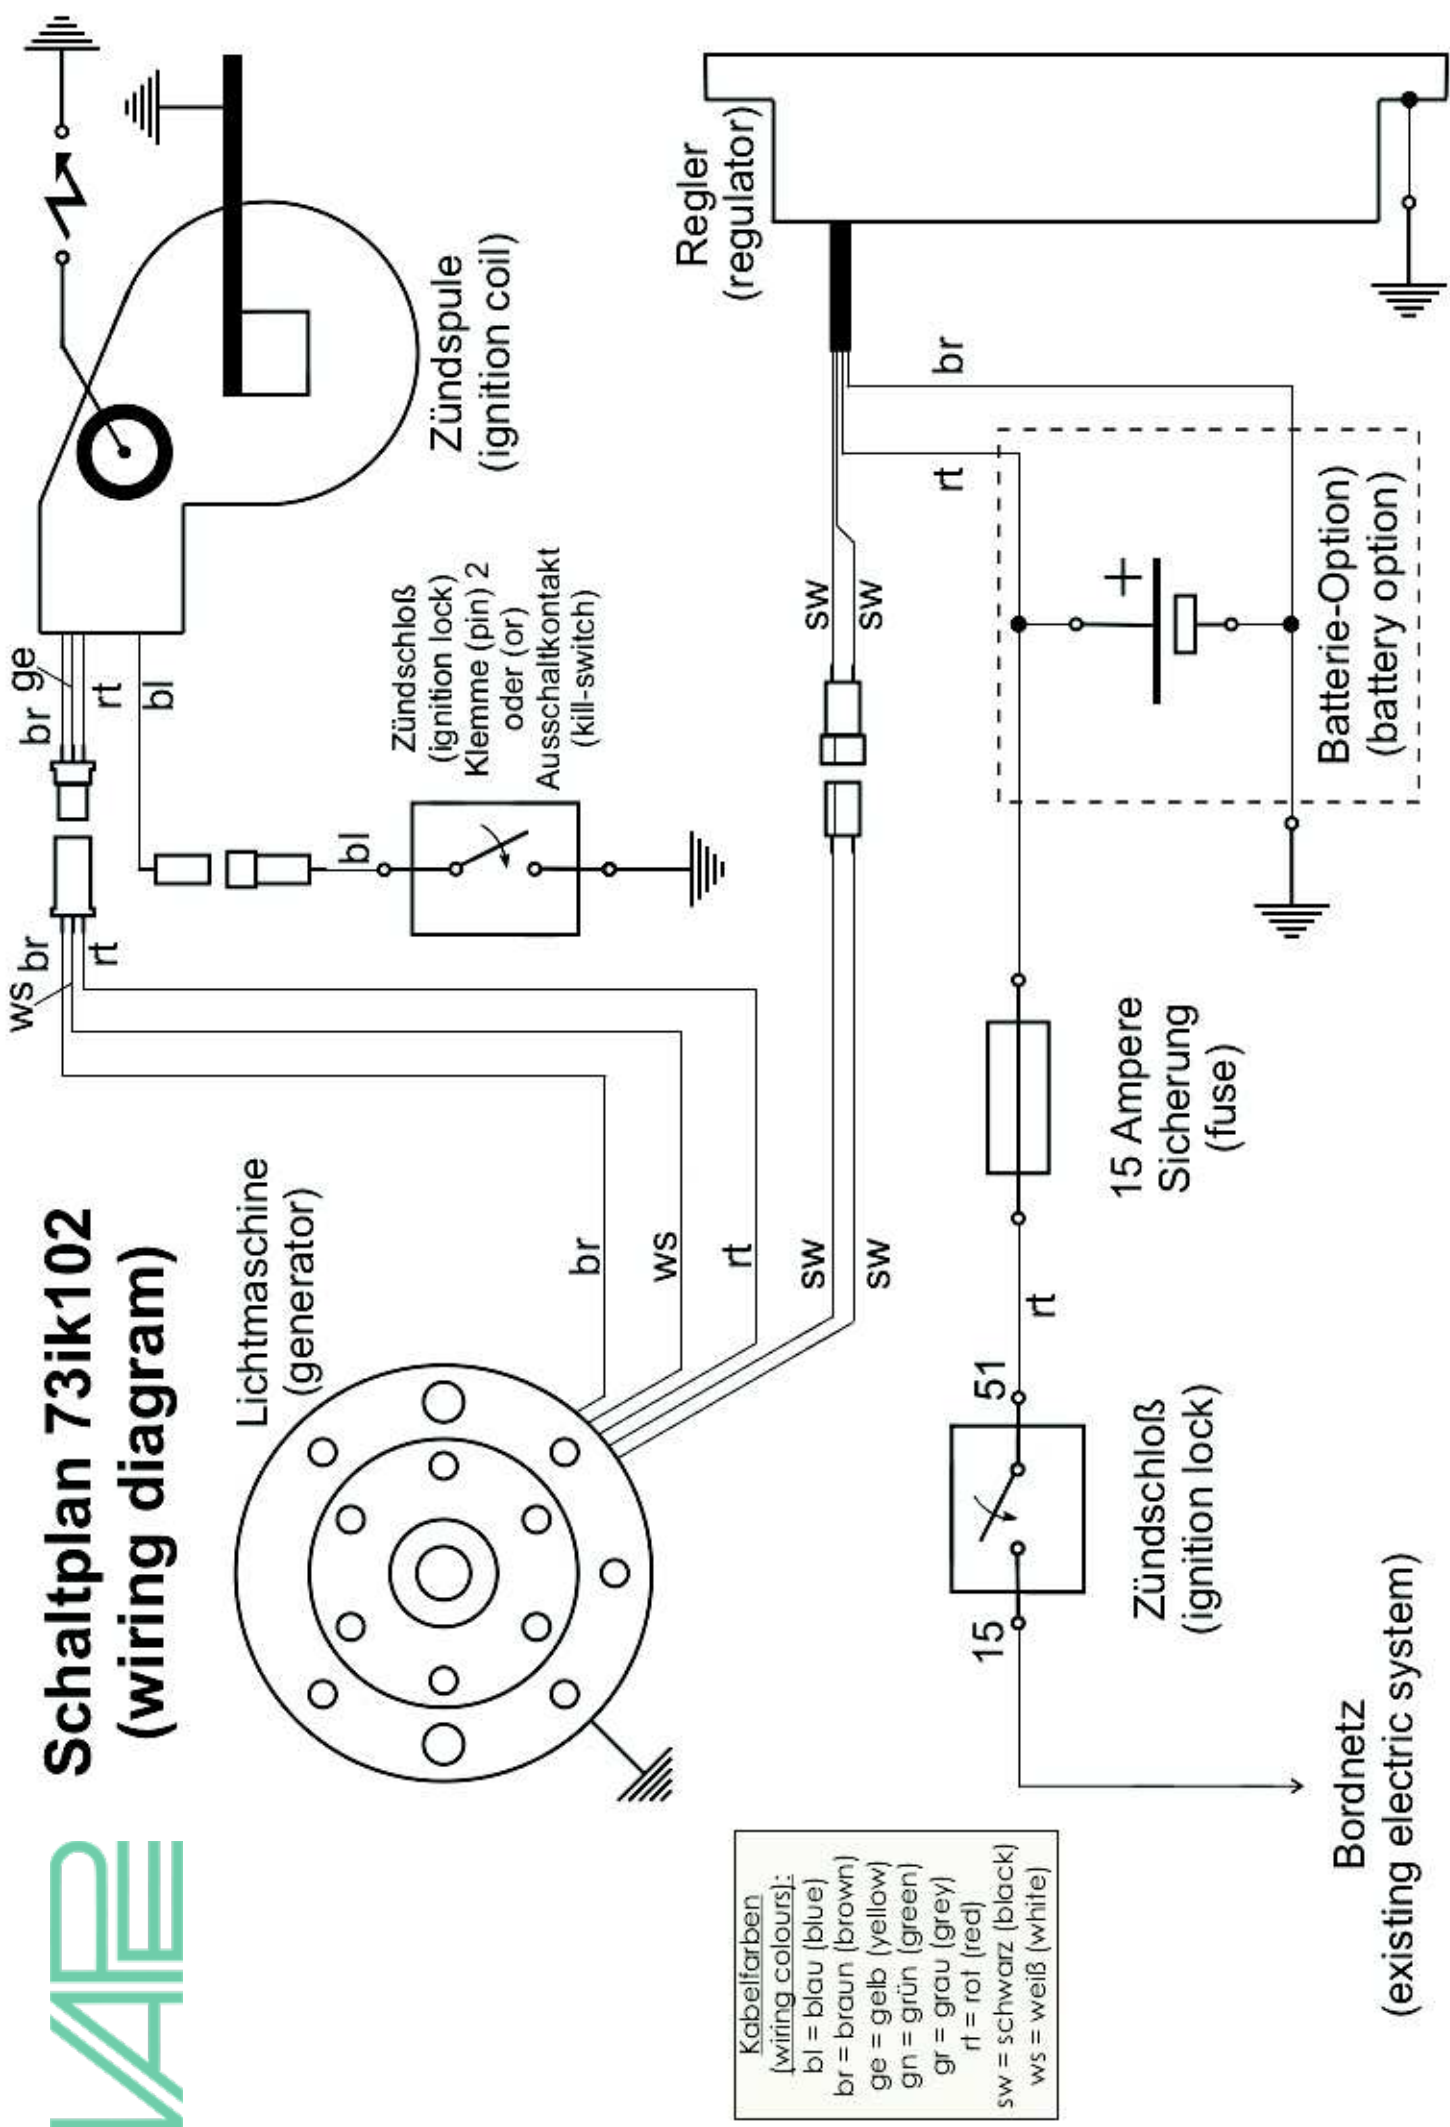 VAPE
Schaltplan 73ik102
(wiring diagram)
Lichtmaschine
(generator)
ws
br
rt
br
ge
rt
bl
Zündspule
(ignition coil)
bl
Zündschloß
(ignition lock)
Klemme (pin) 2
oder (or)
Ausschaltkontakt
(kill-switch)
br
ws
rt
sw
sw
sw
sw
Regler
(regulator)
rt
br
Kabelfarben
(wiring colours):
bl = blau (blue)
br = braun (brown)
ge = gelb (yellow)
gn = grün (green)
gr = grau (grey)
rt = rot (red)
sw = schwarz (black)
ws = weiß (white)
15
51
rt
Zündschloß
(ignition lock)
15 Ampere
Sicherung
(fuse)
+
Batterie-Option)
(battery option)
Bordnetz
(existing electric system)